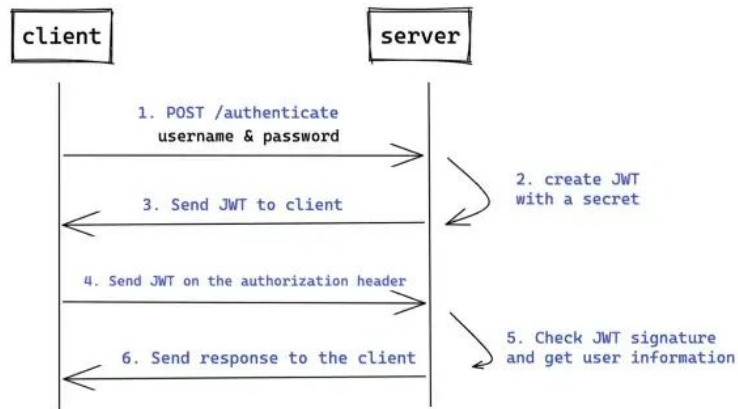 client
server
1. POST /authenticate
username & password
2. create JWT
with a secret
3. Send JWT to client
4. Send JWT on the authorization header
5. Check JWT signature
and get user information
6. Send response to the client